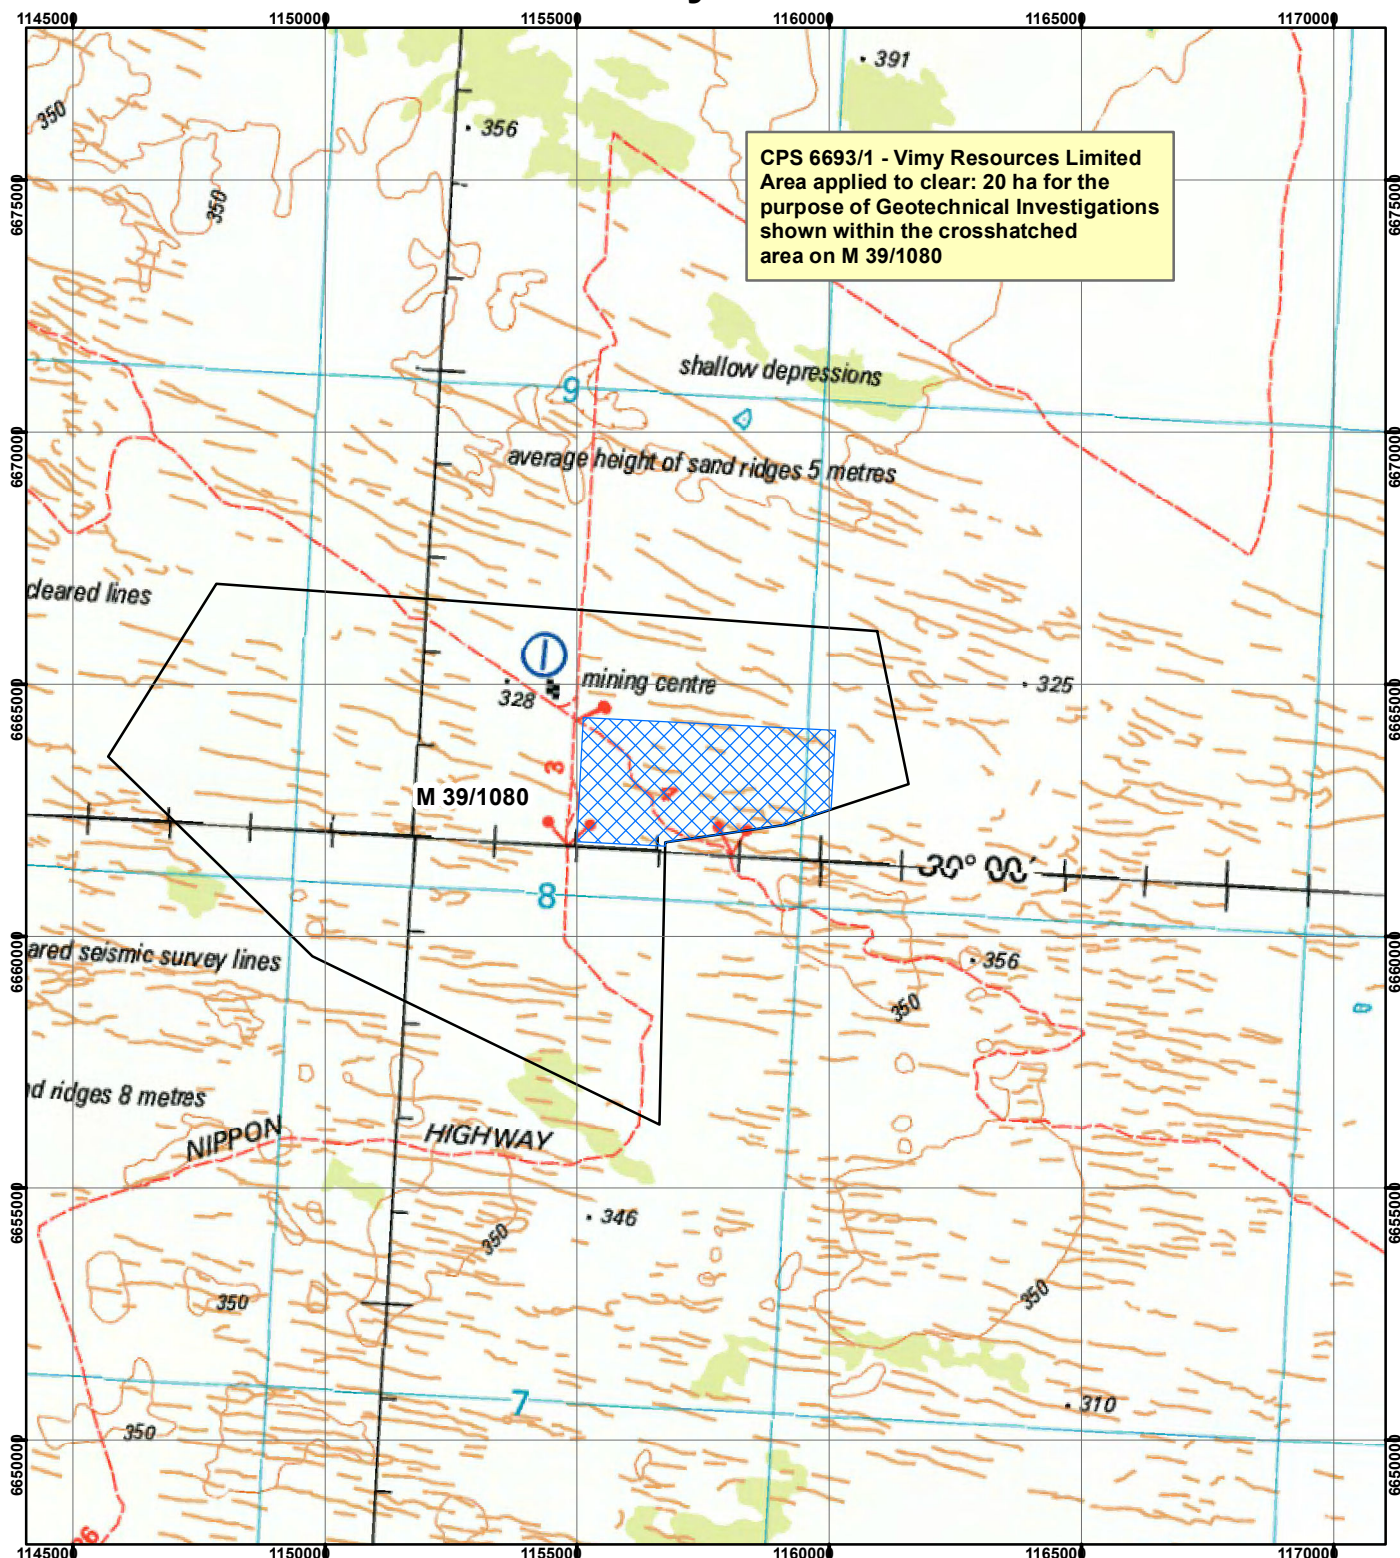 1145000 1150000 1155000 1160000 1165000 1170000
391
350
356
CPS 6693/1 - Vimy Resources Limited
Area applied to clear: 20 ha for the
purpose of Geotechnical Investigations
shown within the crosshatched
area on M 39/1080
6675000 6675000
350
shallow depressions
9
6670000 6670000
average height of sand ridges 5 metres
cleared lines
mining centre
328
325
6665000 6665000
3
4
M 39/1080
30° 00′
8
ared seismic survey lines
356
6660000 6660000
350
nd ridges 8 metres
NIPPON HIGHWAY
6655000 6655000
346
350
350
350
7
310
350
6650000 6650000
1145000 1150000 1155000 1160000 1165000 1170000